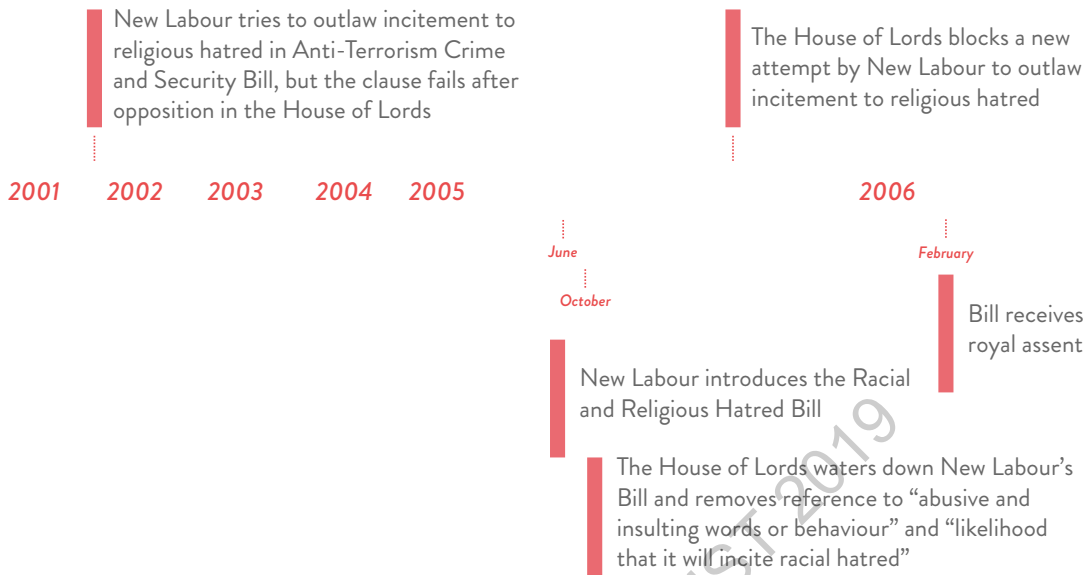 New Labour tries to outlaw incitement to
religious hatred in Anti-Terrorism Crime
and Security Bill, but the clause fails after
opposition in the House of Lords
The House of Lords blocks a new
attempt by New Labour to outlaw
incitement to religious hatred
2001 2002 2003 2004 2005 2006
June
October
February
Bill receives
royal assent
New Labour introduces the Racial
and Religious Hatred Bill
The House of Lords waters down New Labour’s
Bill and removes reference to “abusive and
insulting words or behaviour” and “likelihood
that it will incite racial hatred”
2019